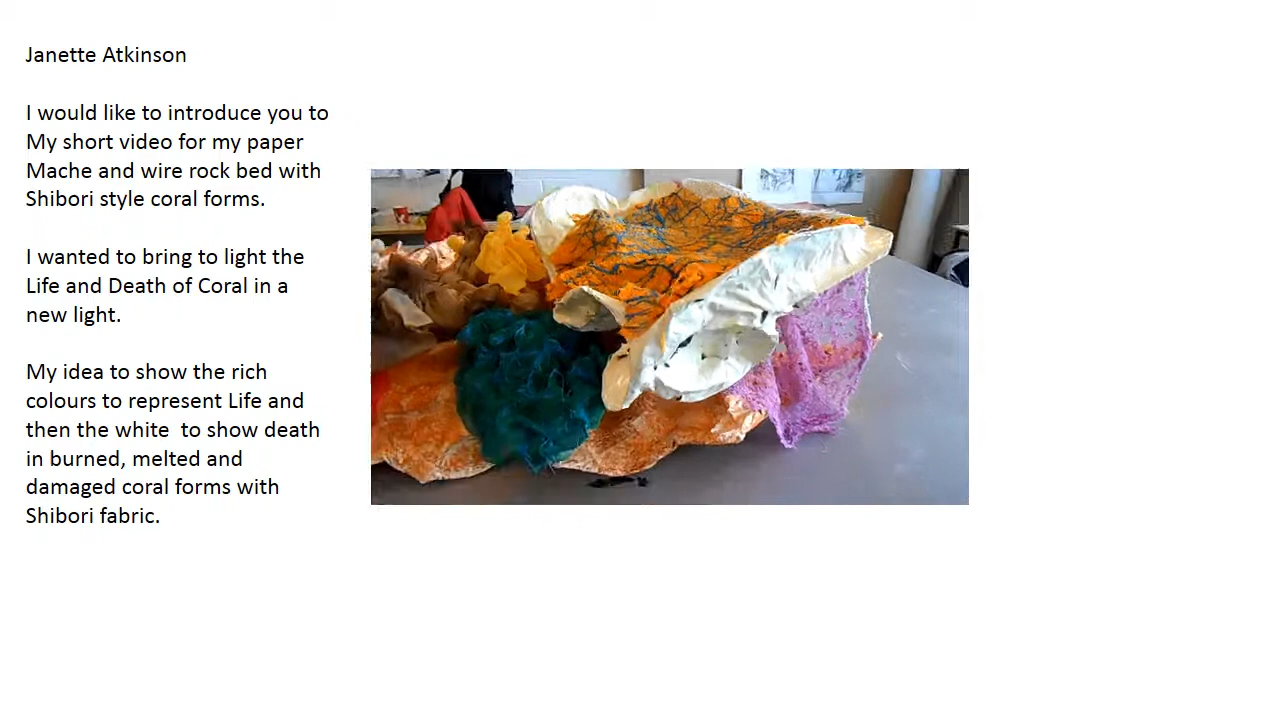 Janette Atkinson
I would like to introduce you to
My short video for my paper
Mache and wire rock bed with
Shibori style coral forms.
I wanted to bring to light the
Life and Death of Coral in a
new light.
My idea to show the rich
colours to represent Life and
then the white  to show death
in burned, melted and
damaged coral forms with
Shibori fabric.